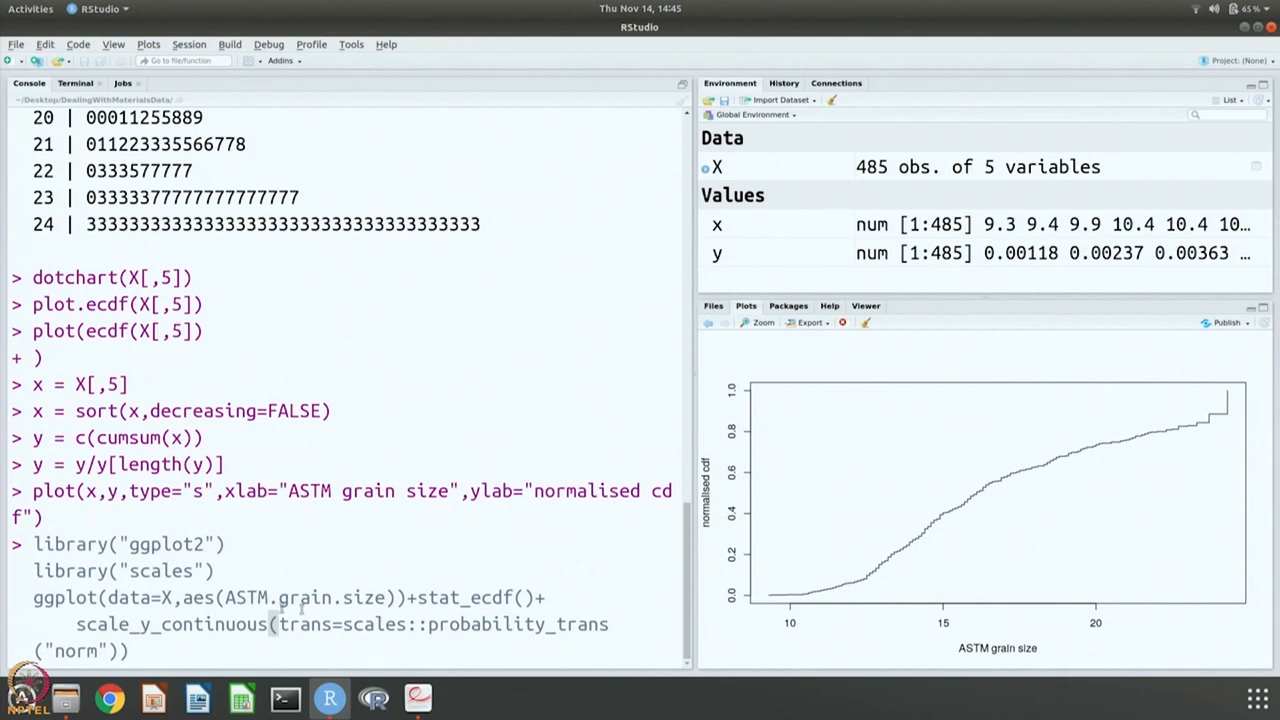 Activities RStudio Thu Nov 14, 14:45 65%
RStudio
File Edit Code View Plots Session Build Debug Profile Tools Help
Go to file/function Addins Project: (None)
Console Terminal Jobs
~/Desktop/DealingWithMaterialsData/
20 | 00011255889
21 | 011223335566778
22 | 0333577777
23 | 03333377777777777777
24 | 3333333333333333333333333333333333333
> dotchart(X[,5])
> plot.ecdf(X[,5])
> plot(ecdf(X[,5])
+ )
> x = X[,5]
> x = sort(x,decreasing=FALSE)
> y = c(cumsum(x))
> y = y/y[length(y)]
> plot(x,y,type="s",xlab="ASTM grain size",ylab="normalised cd
f")
> library("ggplot2")
library("scales")
ggplot(data=X,aes(ASTM.grain.size))+stat_ecdf()+
scale_y_continuous(trans=scales::probability_trans
("norm"))
Environment History Connections
Import Dataset List
Global Environment
Data
X 485 obs. of 5 variables
Values
x num [1:485] 9.3 9.4 9.9 10.4 10.4 10…
y num [1:485] 0.00118 0.00237 0.00363 …
Files Plots Packages Help Viewer
Zoom Export Publish
normalised cdf
1.0
0.8
0.6
0.4
0.2
0.0
10 15 20
ASTM grain size
NPTEL